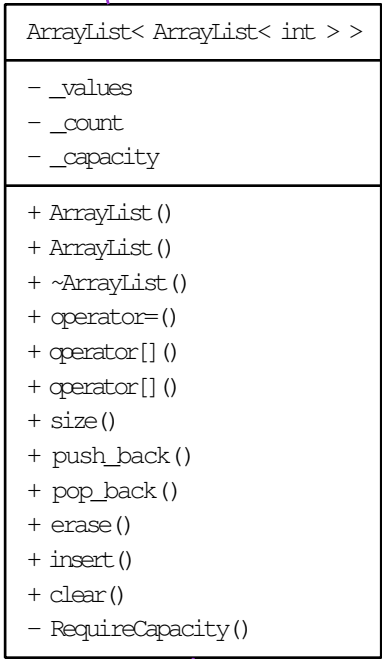 ArrayList< ArrayList< int > >
- _values
- _count
- _capacity
+ ArrayList()
+ ArrayList()
+ ~ArrayList()
+ operator=()
+ operator[]()
+ operator[]()
+ size()
+ push_back()
+ pop_back()
+ erase()
+ insert()
+ clear()
- RequireCapacity()